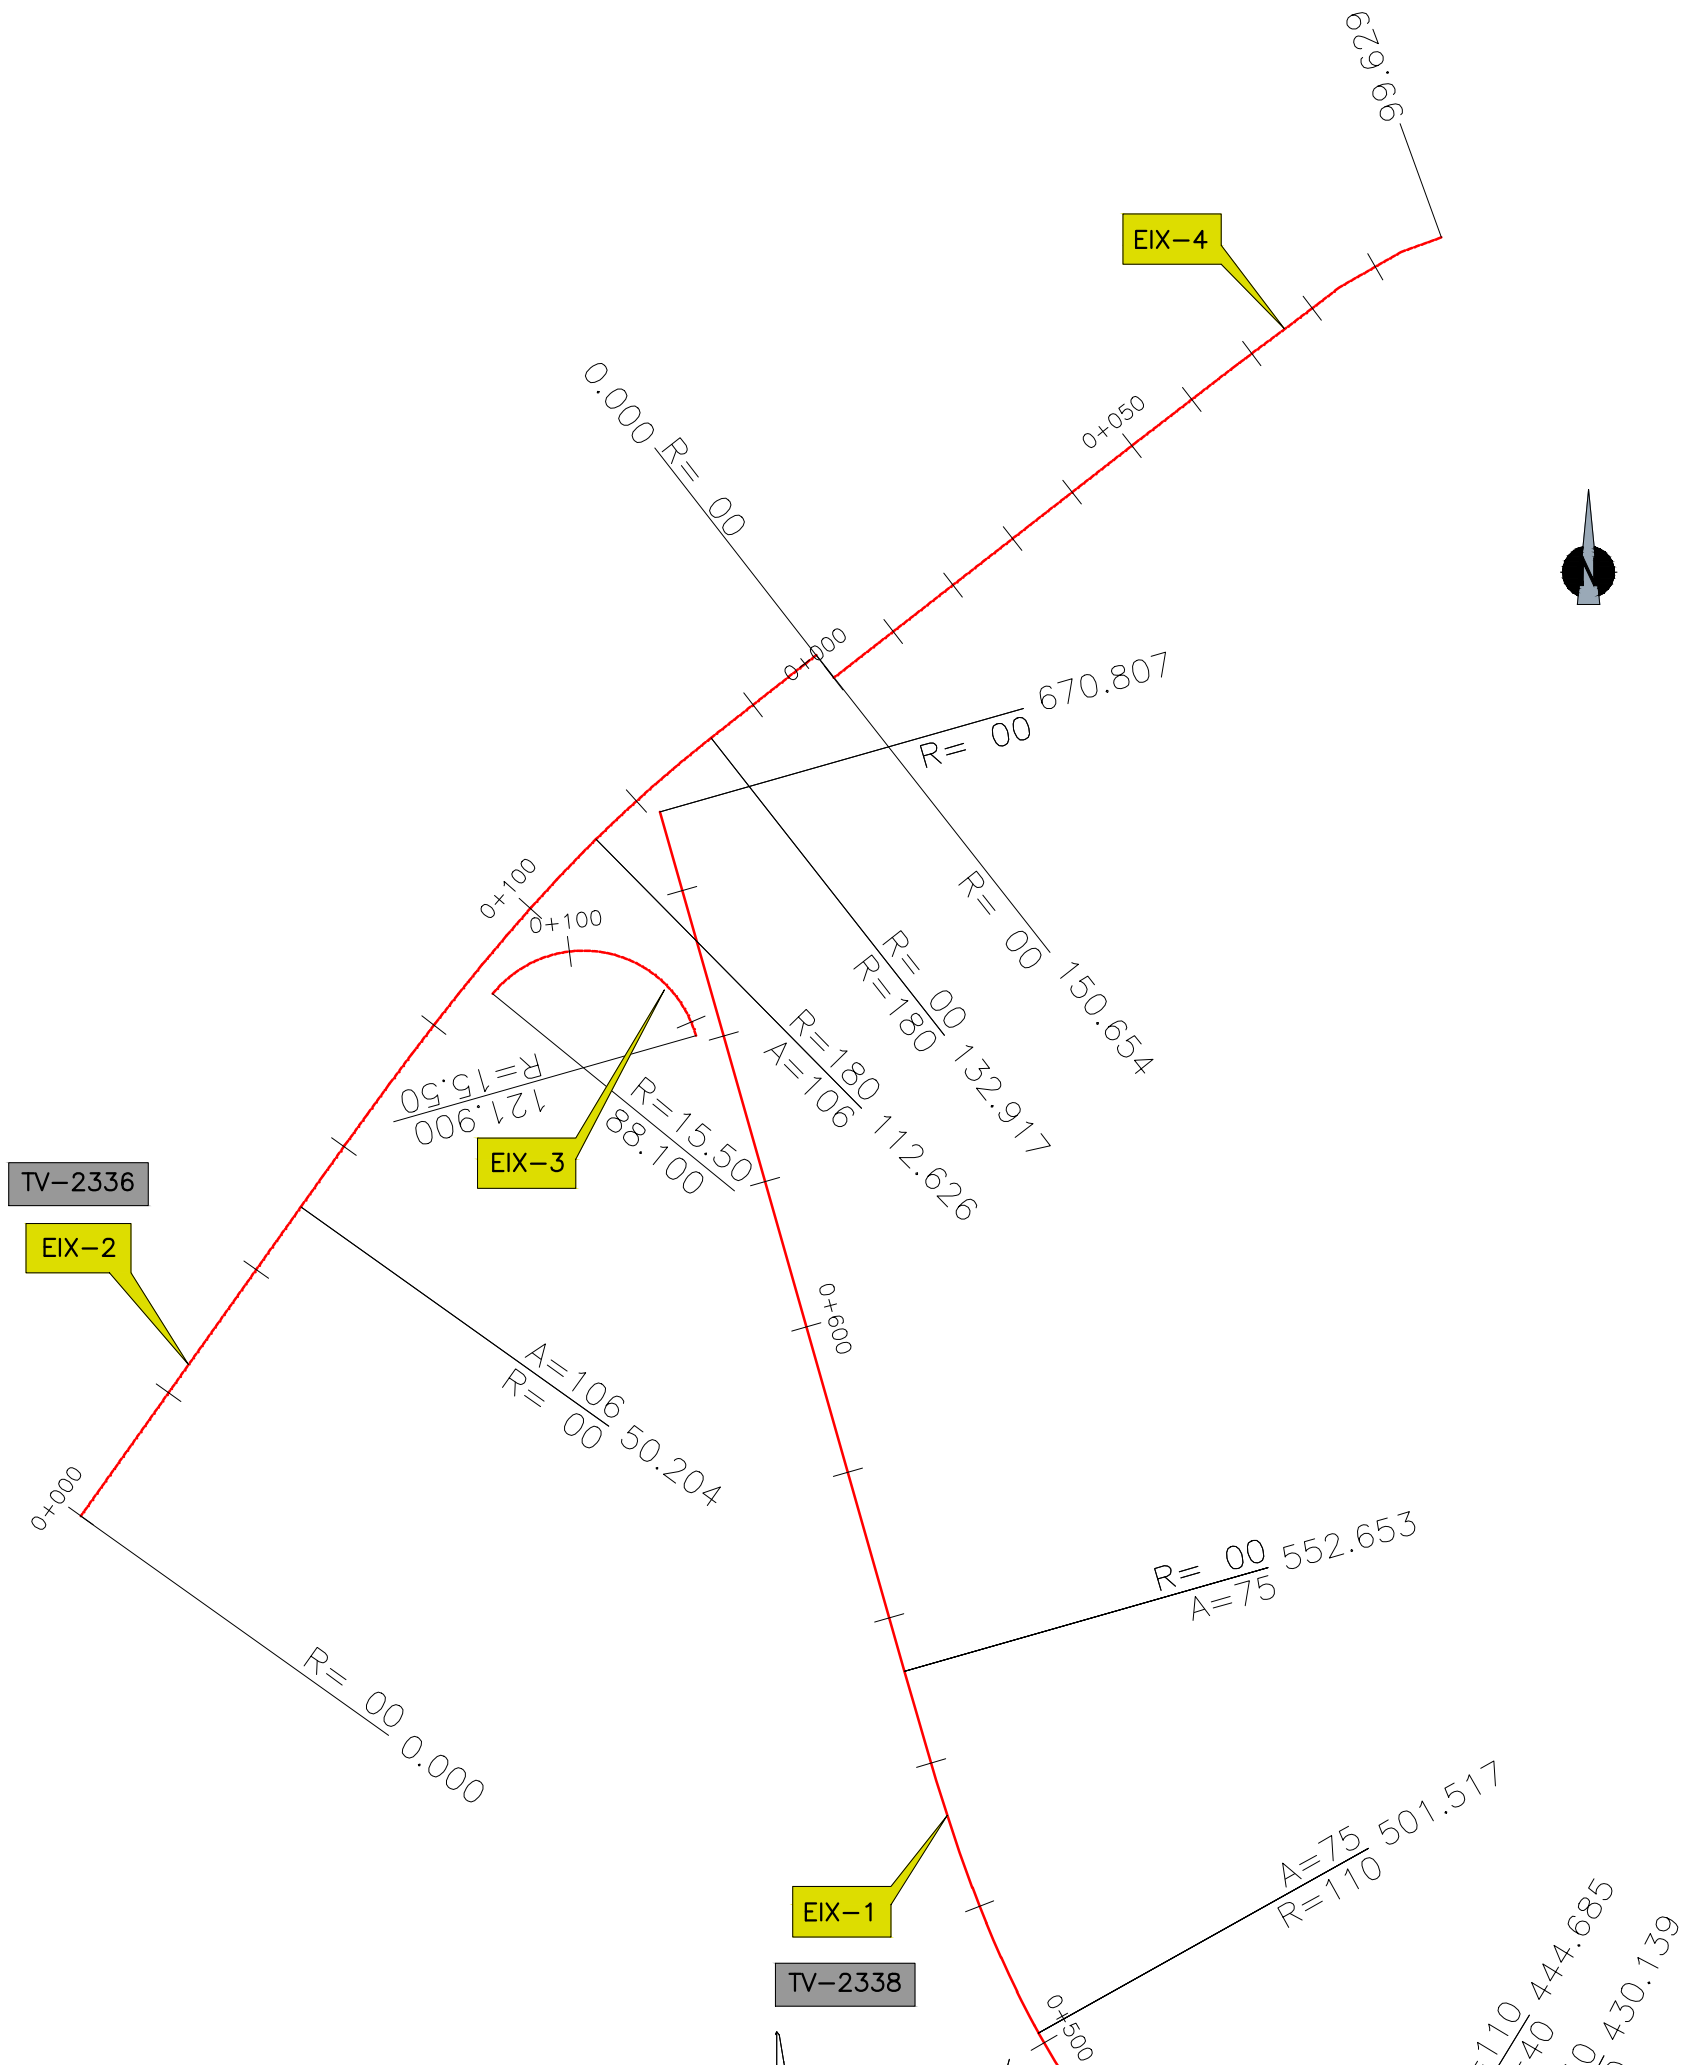 99.629
EIX-4
0.000
R= 00
0+050
0+000
670.807
R= 00
R= 00
150.654
0+100
0+100
R= 00
R=180
132.917
R=180
A=106
112.626
R=15.50
121.900
R=15.50
88.100
EIX-3
TV-2336
EIX-2
0+600
A=106
R= 00
50.204
0+000
R= 00
0.000
R= 00
552.653
A=75
A=75
501.517
R=110
EIX-1
TV-2338
0+500
110
444.685
40
430.139
N